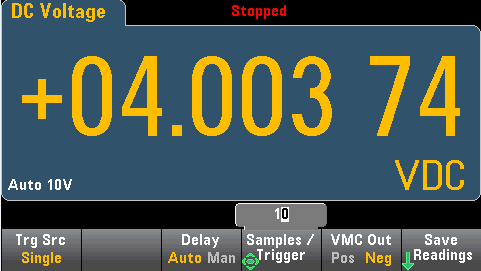 DC Voltage
Stopped
+04.003 74
VDC
Auto 10V
10
Trg Src
Single
Delay
Auto Man
Samples /
Trigger
VMC Out
Pos Neg
Save
Readings